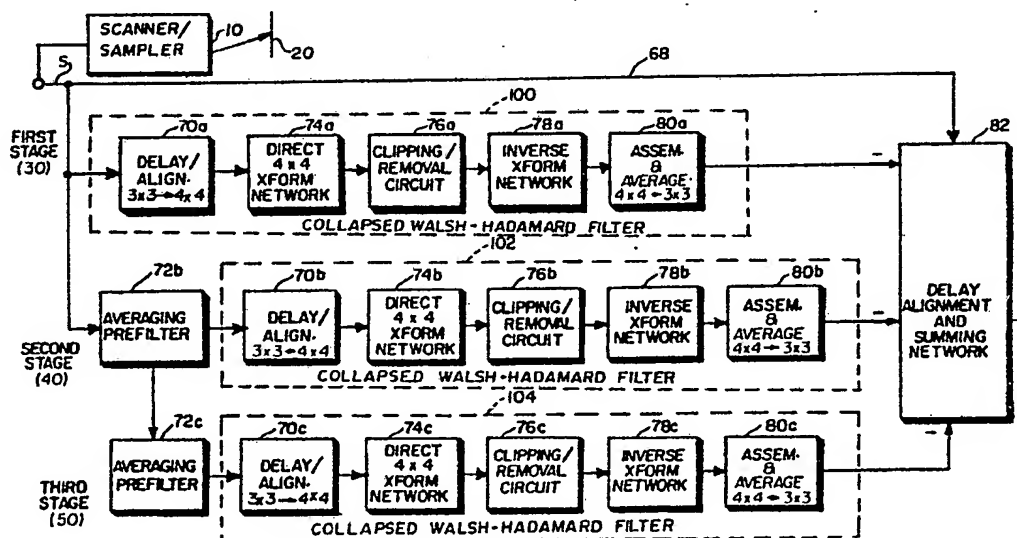 SCANNER/
SAMPLER
10
20
S
68
100
FIRST
STAGE
(30)
70a
74a
76a
78a
80a
82
DELAY/
ALIGN.
3x3→4x4
DIRECT
4 x 4
XFORM
NETWORK
CLIPPING/
REMOVAL
CIRCUIT
INVERSE
XFORM
NETWORK
ASSEM.
&
AVERAGE.
4x4←3x3
−
COLLAPSED WALSH-HADAMARD FILTER
102
72b
70b
74b
76b
78b
80b
AVERAGING
PREFILTER
DELAY/
ALIGN.
3x3→4x4
DIRECT
4 x 4
XFORM
NETWORK
CLIPPING/
REMOVAL
CIRCUIT
INVERSE
XFORM
NETWORK
ASSEM.
&
AVERAGE
4x4←3x3
−
DELAY
ALIGNMENT
AND
SUMMING
NETWORK
SECOND
STAGE
(40)
COLLAPSED WALSH-HADAMARD FILTER
104
72c
70c
74c
76c
78c
80c
−
AVERAGING
PREFILTER
DELAY/
ALIGN.
3x3→4x4
DIRECT
4 x 4
XFORM
NETWORK
CLIPPING/
REMOVAL
CIRCUIT
INVERSE
XFORM
NETWORK
ASSEM.
&
AVERAGE
4x4←3x3
THIRD
STAGE
(50)
COLLAPSED WALSH-HADAMARD FILTER